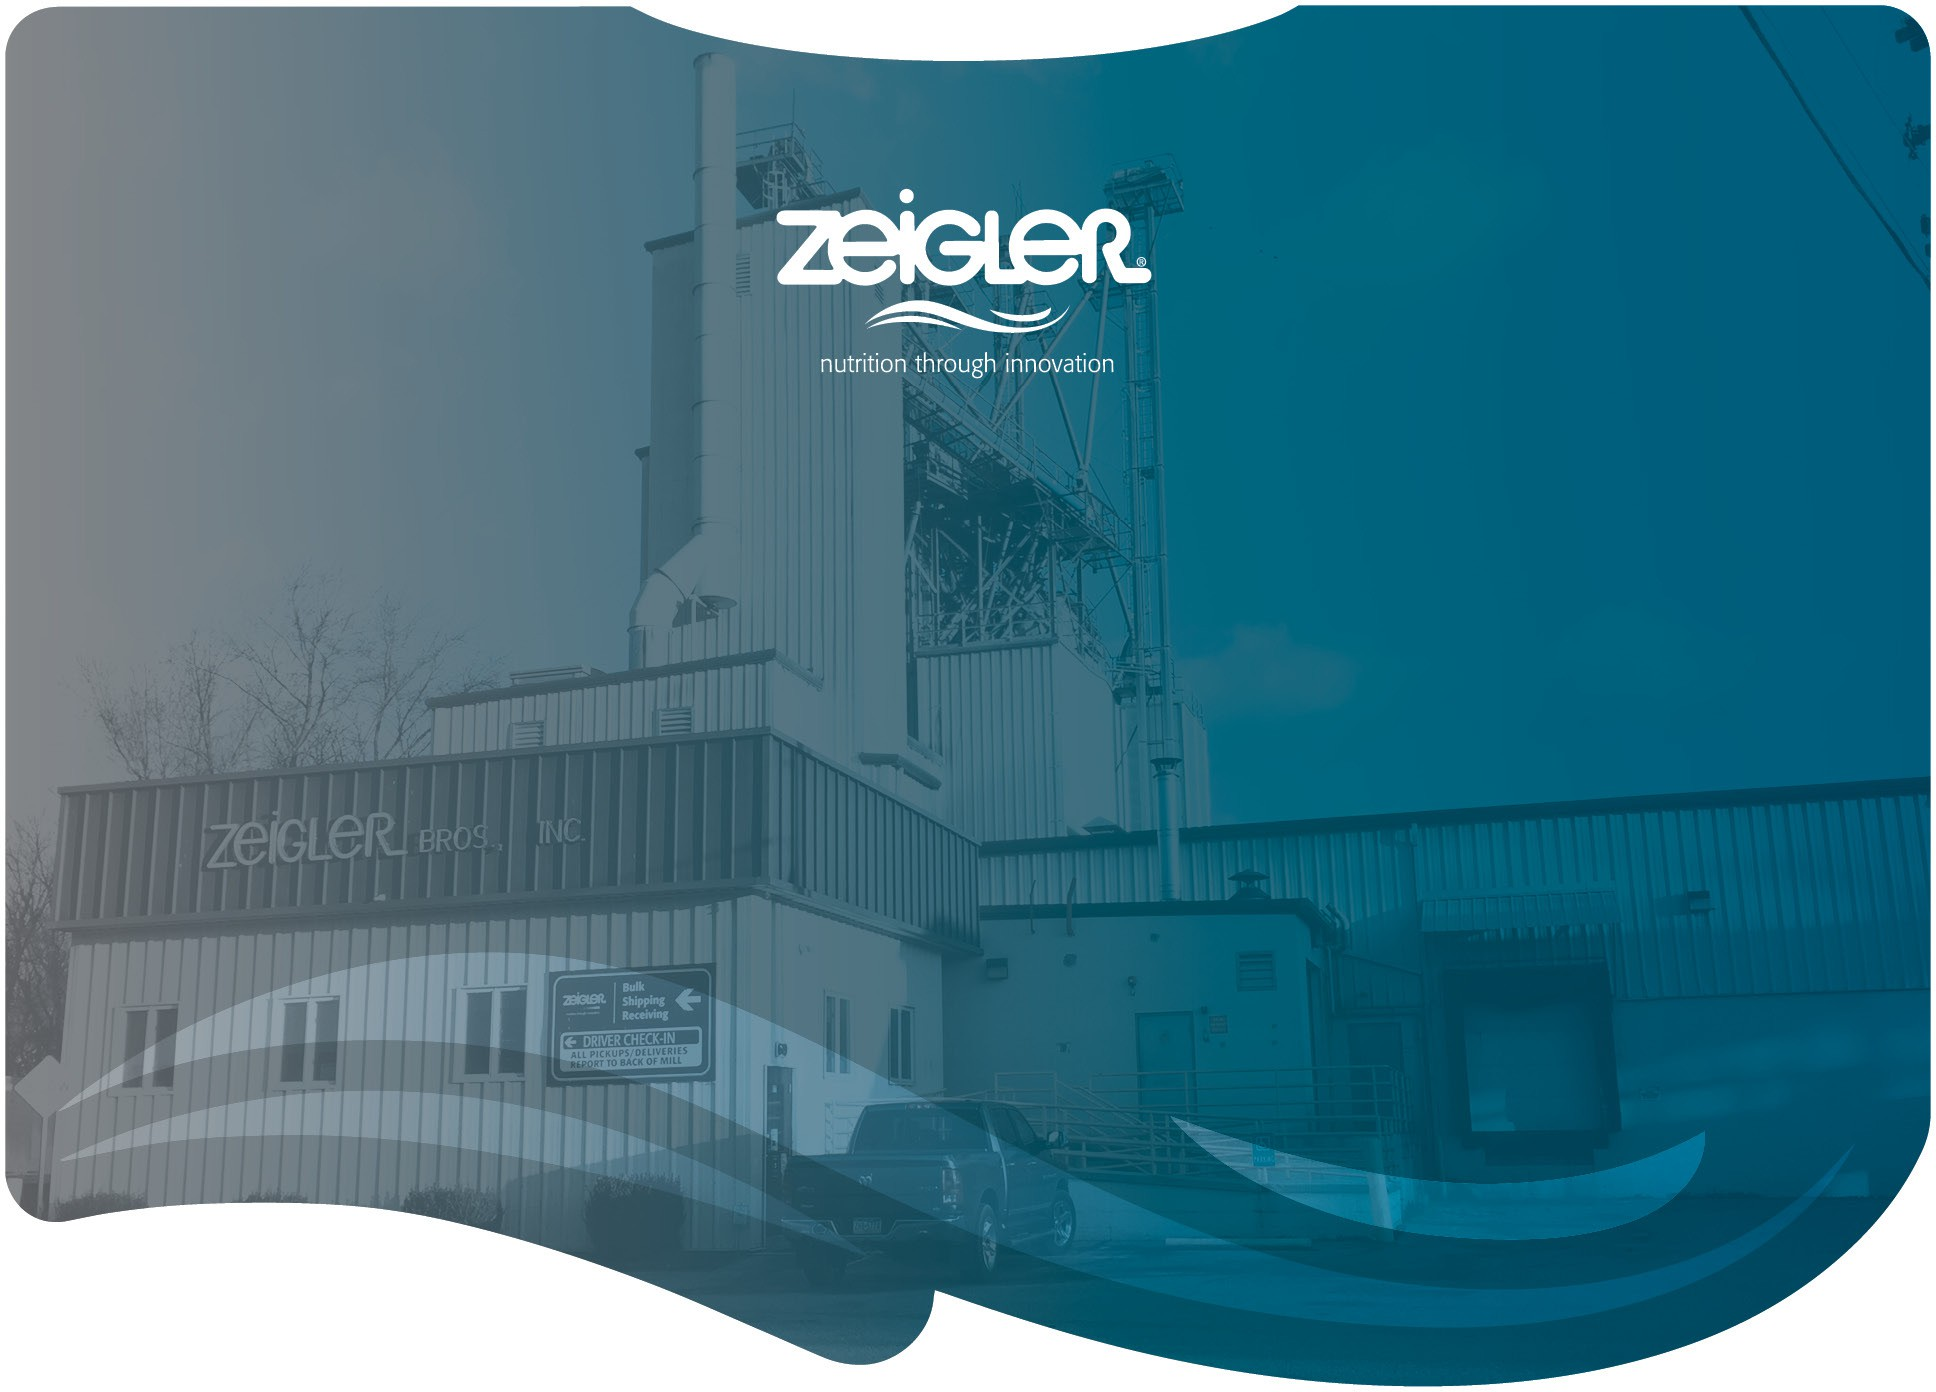 ZEIGLER®
nutrition through innovation
ZEIGLER BROS., INC.
ZEIGLER
Bulk
Shipping
Receiving
DRIVER CHECK-IN
ALL PICKUPS/DELIVERIES
REPORT TO BACK OF MILL